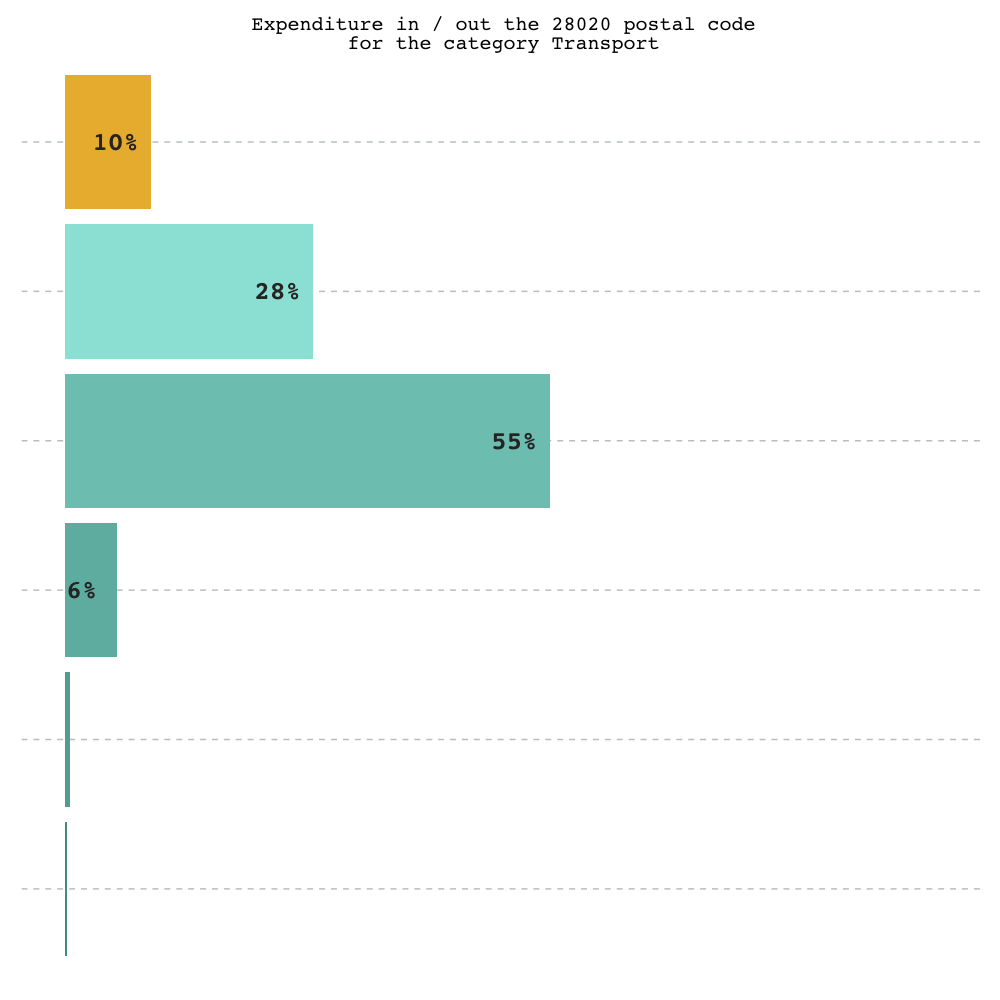 Expenditure in / out the 28020 postal code
for the category Transport
10%
28%
55%
6%